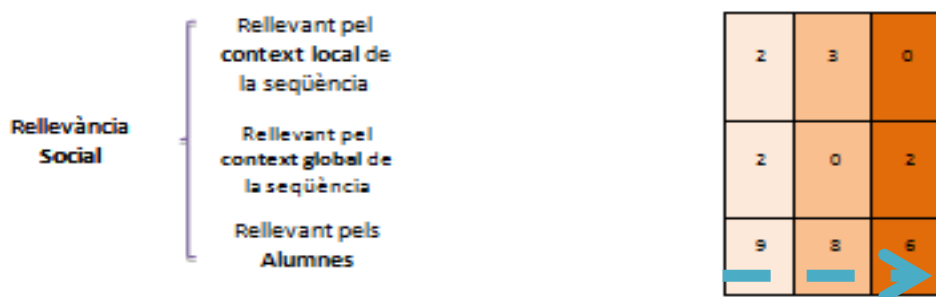 Rellevant pel
context local de
la seqüència
2 3 0
Rellevància
Social
Rellevant pel
context global de
la seqüència
2 0 2
Rellevant pels
Alumnes
9 8 6